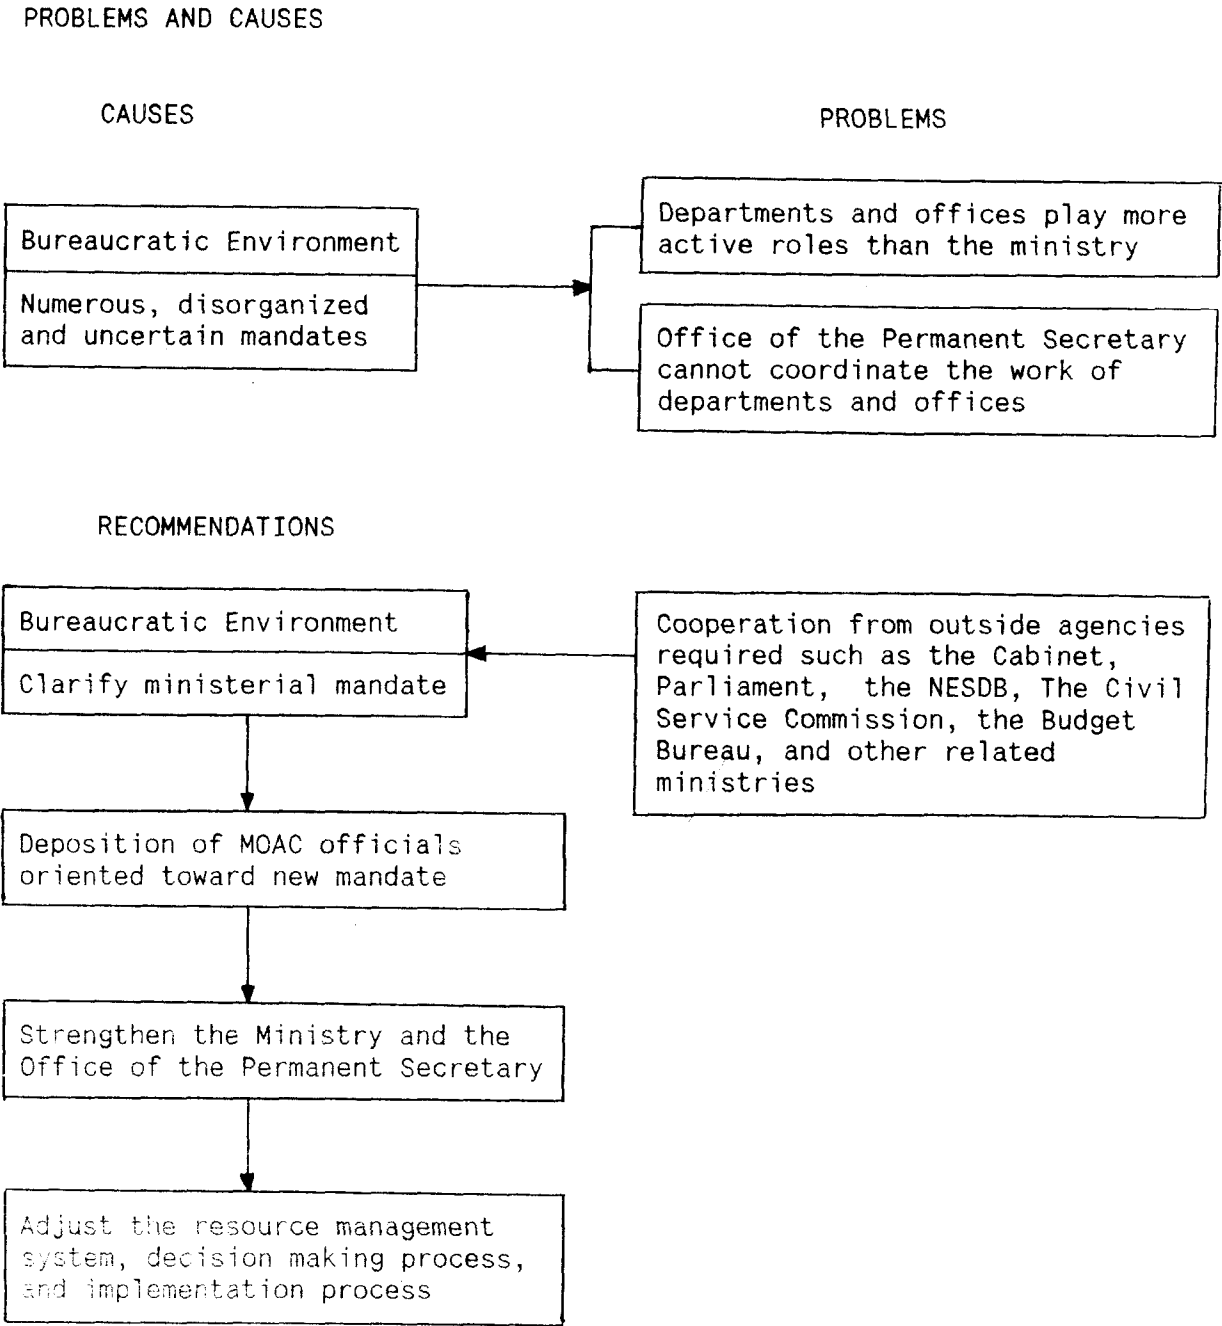 PROBLEMS AND CAUSES
CAUSES
PROBLEMS
Bureaucratic Environment
Numerous, disorganized
and uncertain mandates
Departments and offices play more
active roles than the ministry
Office of the Permanent Secretary
cannot coordinate the work of
departments and offices
RECOMMENDATIONS
Bureaucratic Environment
Clarify ministerial mandate
Cooperation from outside agencies
required such as the Cabinet,
Parliament, the NESDB, The Civil
Service Commission, the Budget
Bureau, and other related
ministries
Deposition of MOAC officials
oriented toward new mandate
Strengthen the Ministry and the
Office of the Permanent Secretary
Adjust the resource management
system, decision making process,
and implementation process